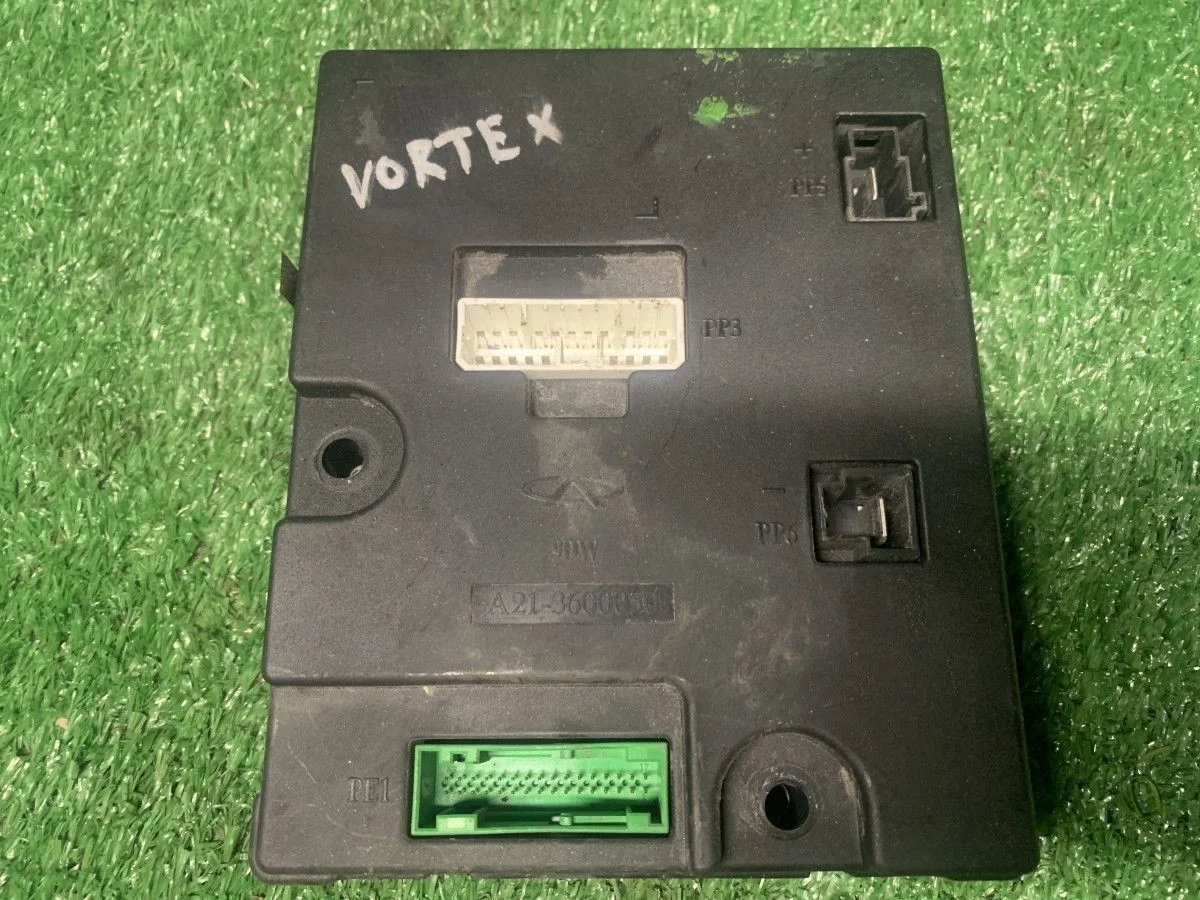 VORTEX
+
PP5
PP3
−
PP6
A21-3600050
PE1